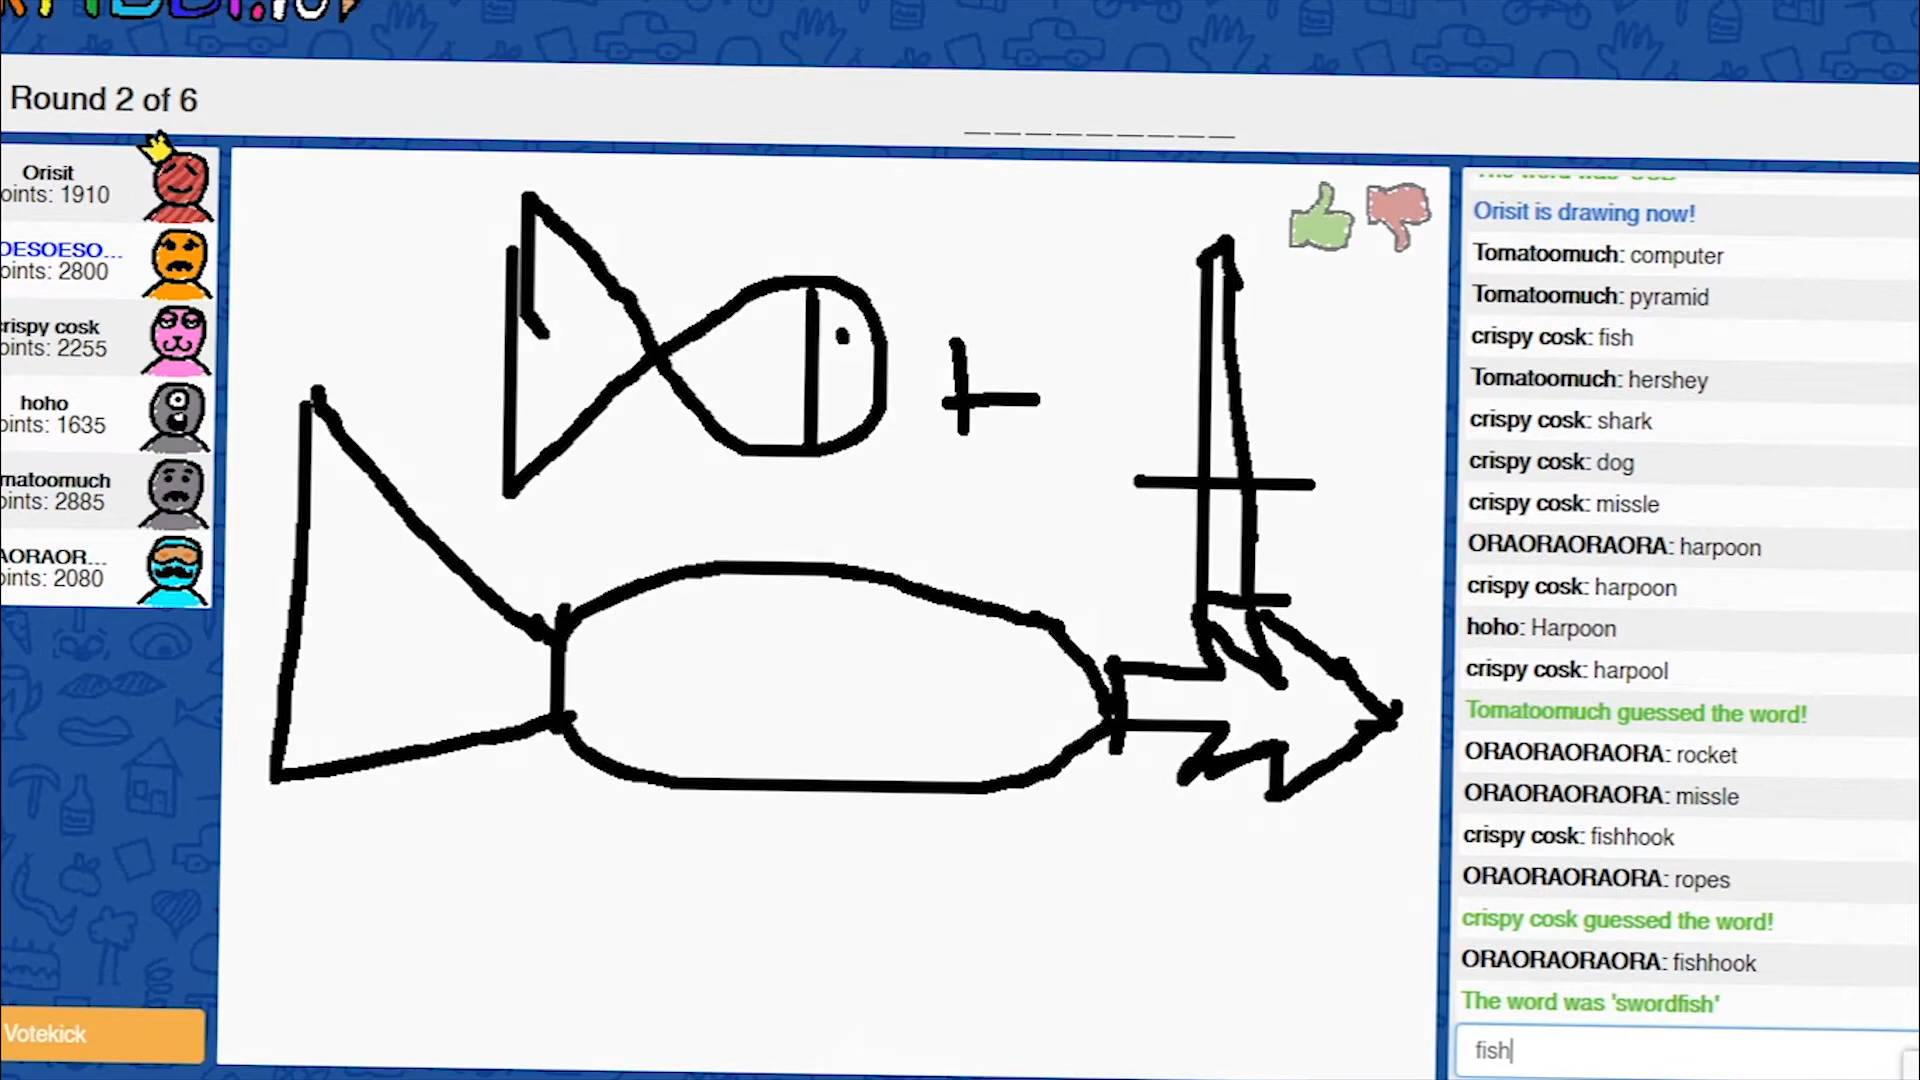 Round 2 of 6
_________
Orisit
oints: 1910
OESOESO...
oints: 2800
crispy cosk
oints: 2255
hoho
oints: 1635
matoomuch
oints: 2885
AORAOR...
oints: 2080
Votekick
Orisit is drawing now!
Tomatoomuch: computer
Tomatoomuch: pyramid
crispy cosk: fish
Tomatoomuch: hershey
crispy cosk: shark
crispy cosk: dog
crispy cosk: missle
ORAORAORAORA: harpoon
crispy cosk: harpoon
hoho: Harpoon
crispy cosk: harpool
Tomatoomuch guessed the word!
ORAORAORAORA: rocket
ORAORAORAORA: missle
crispy cosk: fishhook
ORAORAORAORA: ropes
crispy cosk guessed the word!
ORAORAORAORA: fishhook
The word was 'swordfish'
fish